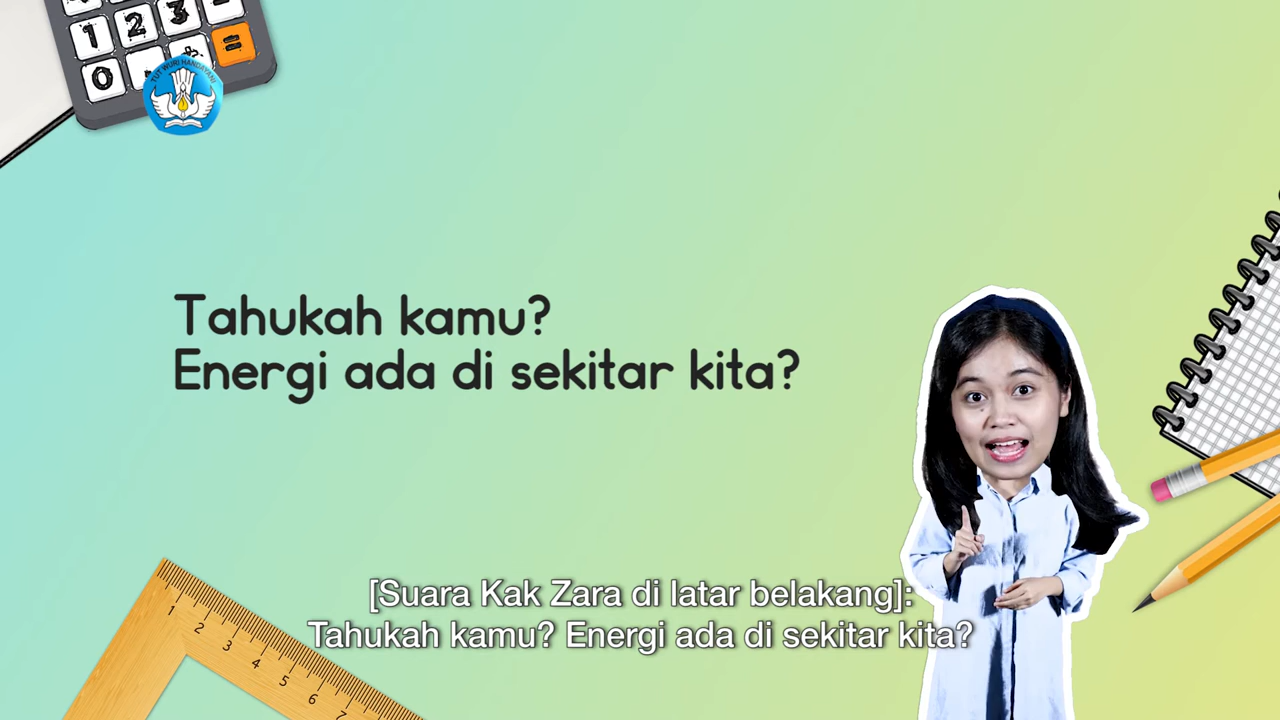 1 2 3
0 =
TUT WURI HANDAYANI
Tahukah kamu?
Energi ada di sekitar kita?
1 2 3 4 5 6 7
[Suara Kak Zara di latar belakang]:
Tahukah kamu? Energi ada di sekitar kita?